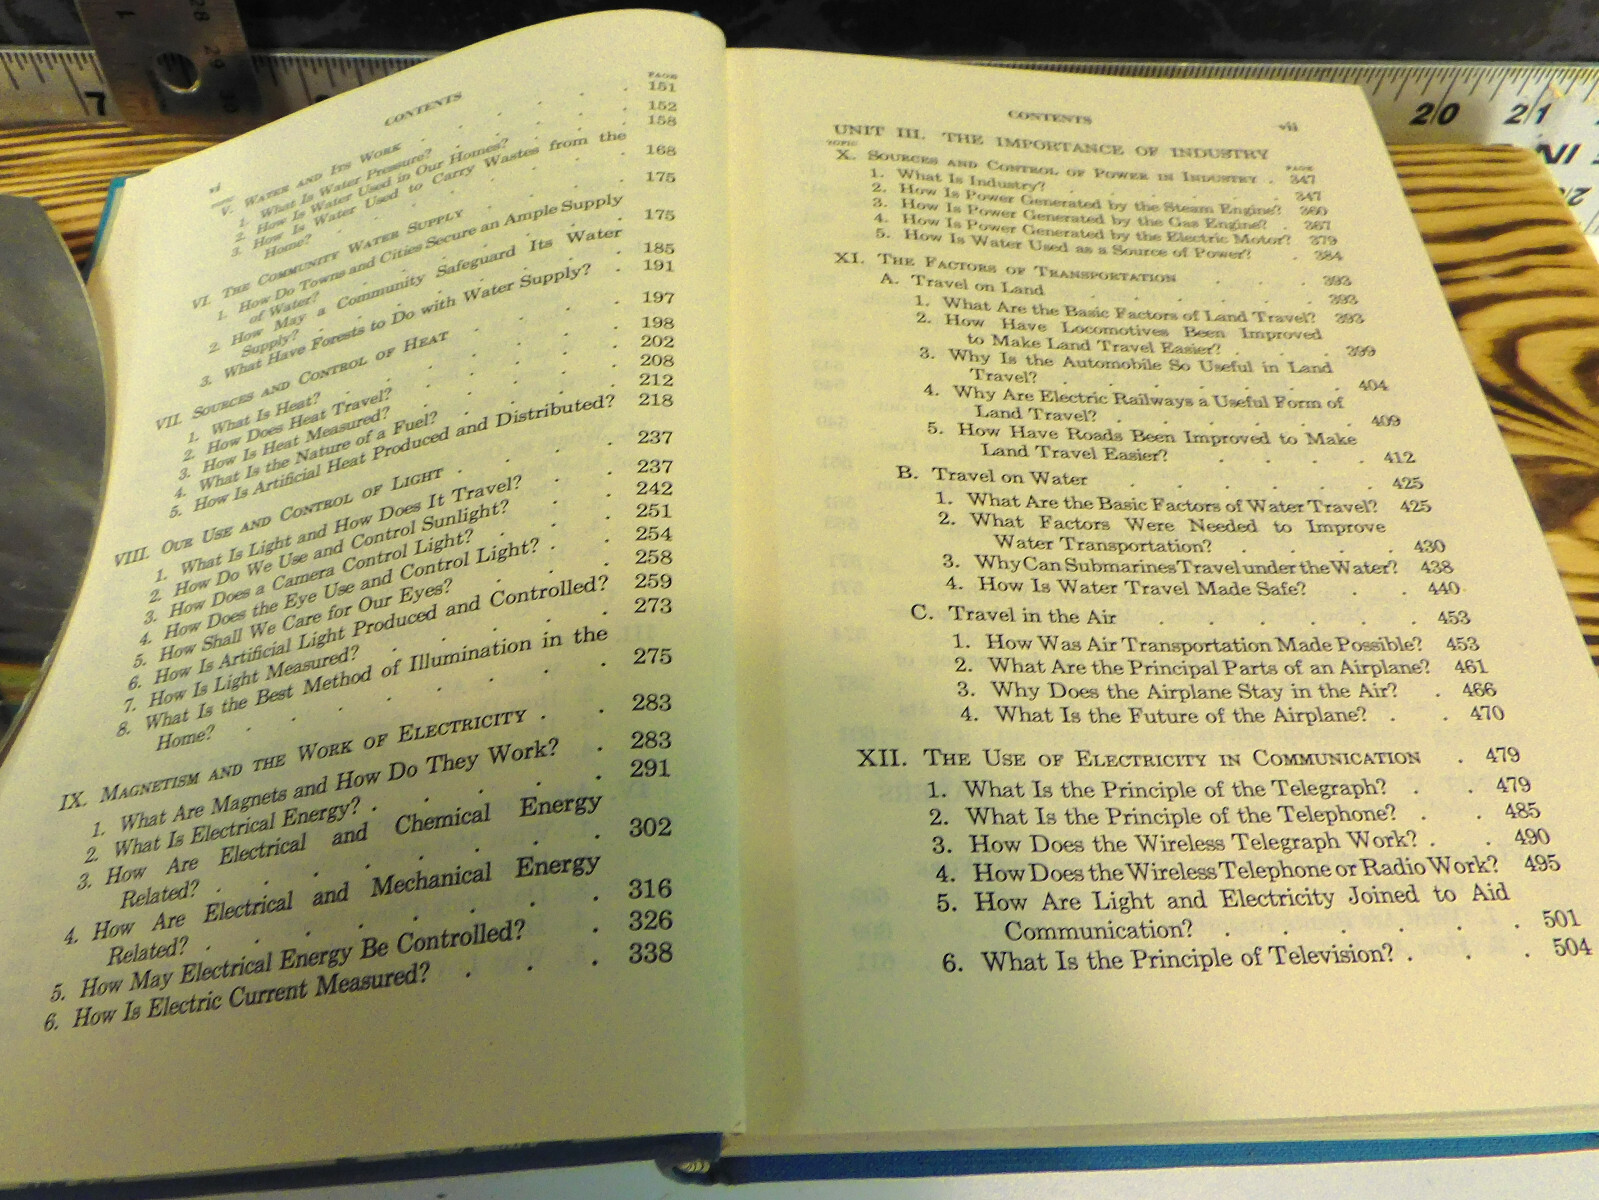 28
29
7
20
21
IN
vi
CONTENTS
PAGE
V. WATER AND ITS WORK . . . . . 151
1. What Is Water Pressure? . . . . . 152
2. How Is Water Used in Our Homes? . . . 158
3. How Is Water Used to Carry Wastes from the
Home? . . . . . . 168
VI. THE COMMUNITY WATER SUPPLY . . . . 175
1. How Do Towns and Cities Secure an Ample Supply
of Water? . . . . . . 175
2. How May a Community Safeguard Its Water
Supply? . . . . . . 185
3. What Have Forests to Do with Water Supply? . 191
VII. SOURCES AND CONTROL OF HEAT . . . . 197
1. What Is Heat? . . . . . . 198
2. How Does Heat Travel? . . . . . 202
3. How Is Heat Measured? . . . . . 208
4. What Is the Nature of a Fuel? . . . . 212
5. How Is Artificial Heat Produced and Distributed? 218
VIII. OUR USE AND CONTROL OF LIGHT . . . . 237
1. What Is Light and How Does It Travel? . . 237
2. How Do We Use and Control Sunlight? . . 242
3. How Does a Camera Control Light? . . . 251
4. How Does the Eye Use and Control Light? . . 254
5. How Shall We Care for Our Eyes? . . . 258
6. How Is Artificial Light Produced and Controlled? 259
7. How Is Light Measured? . . . . . 273
8. What Is the Best Method of Illumination in the
Home? . . . . . . . 275
IX. MAGNETISM AND THE WORK OF ELECTRICITY . . 283
1. What Are Magnets and How Do They Work? . 283
2. What Is Electrical Energy? . . . . . 291
3. How Are Electrical and Chemical Energy
Related? . . . . . . . 302
4. How Are Electrical and Mechanical Energy
Related? . . . . . . . 316
5. How May Electrical Energy Be Controlled? . 326
6. How Is Electric Current Measured? . . . 338
CONTENTS
vii
UNIT III. THE IMPORTANCE OF INDUSTRY
TOPIC
PAGE
X. SOURCES AND CONTROL OF POWER IN INDUSTRY . 347
1. What Is Industry? . . . . . 347
2. How Is Power Generated by the Steam Engine? 360
3. How Is Power Generated by the Gas Engine? . 367
4. How Is Power Generated by the Electric Motor? 379
5. How Is Water Used as a Source of Power? . 384
XI. THE FACTORS OF TRANSPORTATION . . . 393
A. Travel on Land . . . . . . 393
1. What Are the Basic Factors of Land Travel? 393
2. How Have Locomotives Been Improved
to Make Land Travel Easier? . . . 399
3. Why Is the Automobile So Useful in Land
Travel? . . . . . . . 404
4. Why Are Electric Railways a Useful Form of
Land Travel? . . . . . . 409
5. How Have Roads Been Improved to Make
Land Travel Easier? . . . . 412
B. Travel on Water . . . . . . 425
1. What Are the Basic Factors of Water Travel? 425
2. What Factors Were Needed to Improve
Water Transportation? . . . . 430
3. Why Can Submarines Travel under the Water? 438
4. How Is Water Travel Made Safe? . . 440
C. Travel in the Air . . . . . . 453
1. How Was Air Transportation Made Possible? 453
2. What Are the Principal Parts of an Airplane? 461
3. Why Does the Airplane Stay in the Air? . 466
4. What Is the Future of the Airplane? . . 470
XII. THE USE OF ELECTRICITY IN COMMUNICATION . 479
1. What Is the Principle of the Telegraph? . . 479
2. What Is the Principle of the Telephone? . . 485
3. How Does the Wireless Telegraph Work? . . 490
4. How Does the Wireless Telephone or Radio Work? 495
5. How Are Light and Electricity Joined to Aid
Communication? . . . . . . 501
6. What Is the Principle of Television? . . . 504